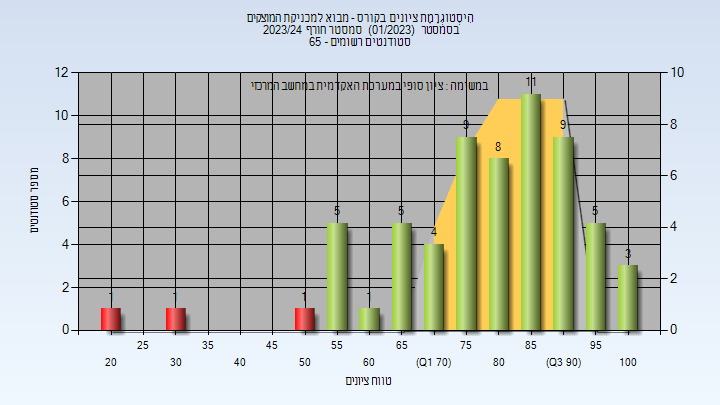 היסטוגרמת ציונים בקורס - מבוא למכניקת המוצקים
בסמסטר (01/2023) סמסטר חורף 2023/24
סטודנטים רשומים - 65
במשימה : ציון סופי במערכת האקדמית במחשב המרכזי
12 10 8 6 4 2 0
10 8 6 4 2 0
מספר סטודנטים
1 1 1 5 1 5 4 9 8 11 9 5 3
25 35 45 55 65 75 85 95
20 30 40 50 60 (Q1 70) 80 (Q3 90) 100
טווח ציונים